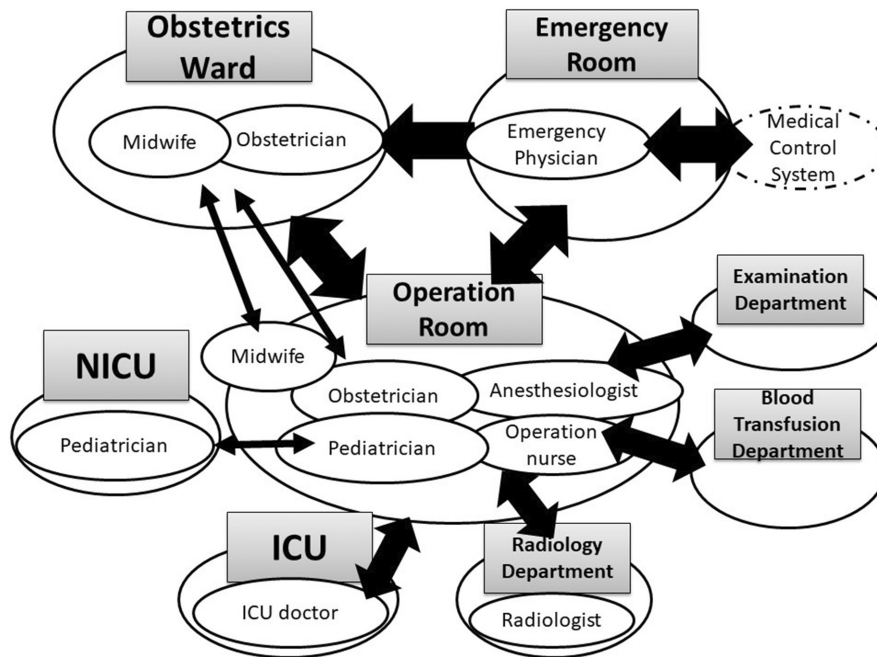 Obstetrics
Ward
Midwife
Obstetrician
Emergency
Room
Emergency
Physician
Medical
Control
System
Operation
Room
Midwife
Obstetrician
Anesthesiologist
Pediatrician
Operation
nurse
Examination
Department
Blood
Transfusion
Department
NICU
Pediatrician
ICU
ICU doctor
Radiology
Department
Radiologist